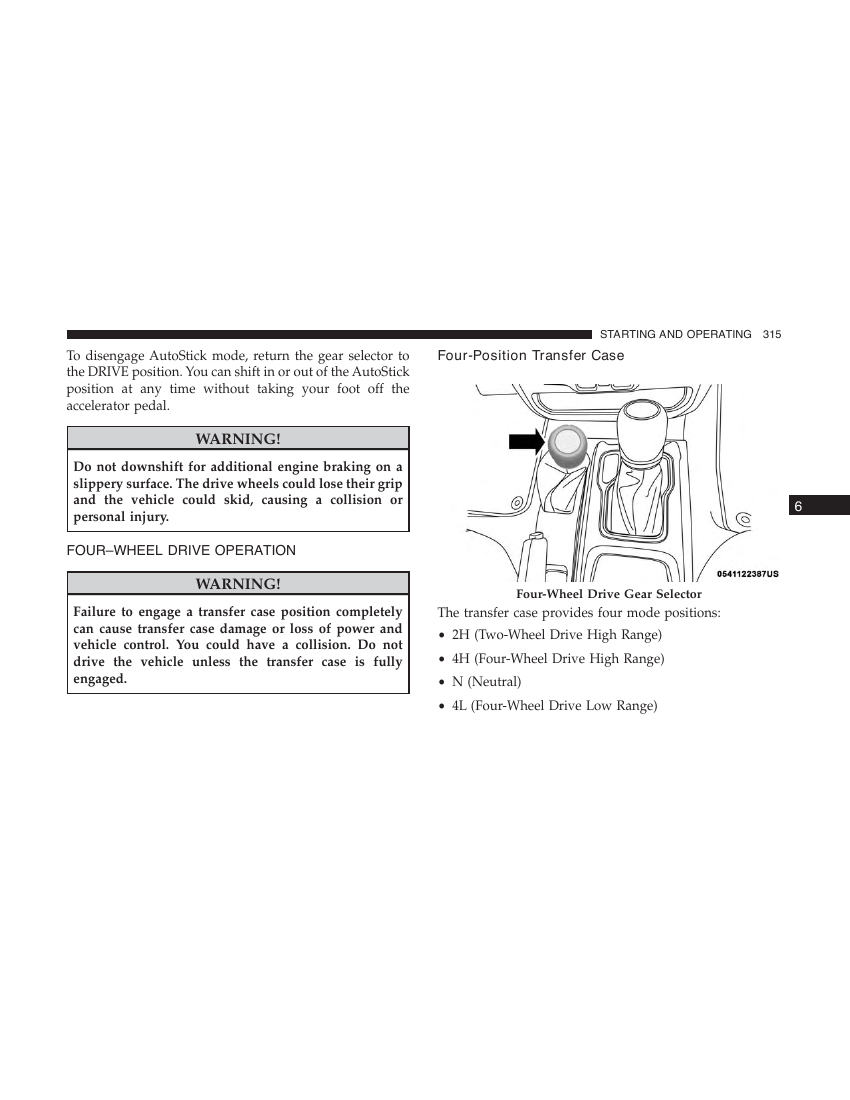 STARTING AND OPERATING 315
To disengage AutoStick mode, return the gear selector to
the DRIVE position. You can shift in or out of the AutoStick
position at any time without taking your foot off the
accelerator pedal.
WARNING!
Do not downshift for additional engine braking on a
slippery surface. The drive wheels could lose their grip
and the vehicle could skid, causing a collision or
personal injury.
FOUR–WHEEL DRIVE OPERATION
WARNING!
Failure to engage a transfer case position completely
can cause transfer case damage or loss of power and
vehicle control. You could have a collision. Do not
drive the vehicle unless the transfer case is fully
engaged.
Four-Position Transfer Case
0541122387US
Four-Wheel Drive Gear Selector
The transfer case provides four mode positions:
• 2H (Two-Wheel Drive High Range)
• 4H (Four-Wheel Drive High Range)
• N (Neutral)
• 4L (Four-Wheel Drive Low Range)
6